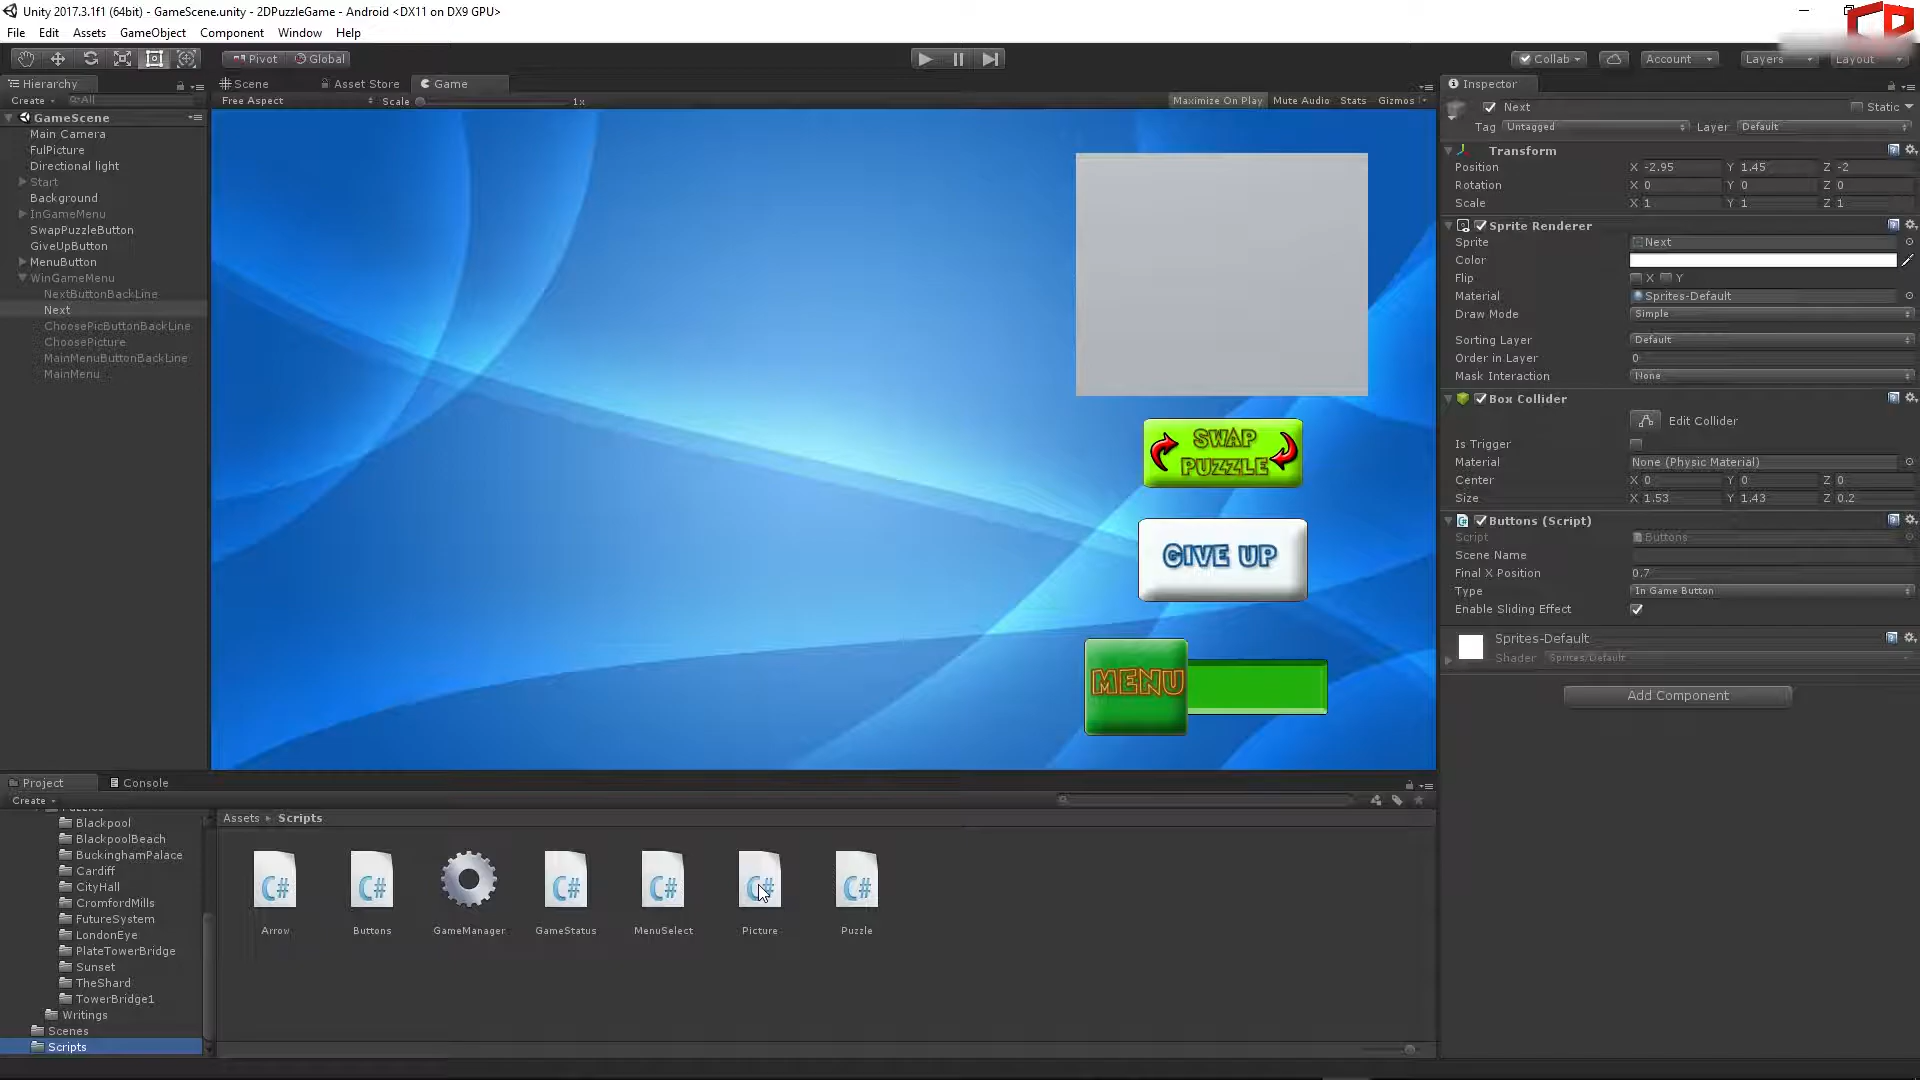 Unity 2017.3.1f1 (64bit) - GameScene.unity - 2DPuzzleGame - Android <DX11 on DX9 GPU>
File Edit Assets GameObject Component Window Help
Pivot Global Collab Account Layers Layout
Hierarchy
Create All
GameScene
Main Camera
FulPicture
Directional light
Start
Background
InGameMenu
SwapPuzzleButton
GiveUpButton
MenuButton
WinGameMenu
NextButtonBackLine
Next
ChoosePicButtonBackLine
ChoosePicture
MainMenuButtonBackLine
MainMenu
Scene Asset Store Game
Free Aspect Scale 1x Maximize On Play Mute Audio Stats Gizmos
SWAP
PUZZLE
GIVE UP
MENU
Inspector
Next Static
Tag Untagged Layer Default
Transform
Position X -2.95 Y 1.45 Z -2
Rotation X 0 Y 0 Z 0
Scale X 1 Y 1 Z 1
Sprite Renderer
Sprite Next
Color
Flip X Y
Material Sprites-Default
Draw Mode Simple
Sorting Layer Default
Order in Layer 0
Mask Interaction None
Box Collider
Edit Collider
Is Trigger
Material None (Physic Material)
Center X 0 Y 0 Z 0
Size X 1.53 Y 1.43 Z 0.2
Buttons (Script)
Script Buttons
Scene Name
Final X Position 0.7
Type In Game Button
Enable Sliding Effect
Sprites-Default
Shader Sprites/Default
Add Component
Project Console
Create
Puzzles
Blackpool
BlackpoolBeach
BuckinghamPalace
Cardiff
CityHall
CromfordMills
FutureSystem
LondonEye
PlateTowerBridge
Sunset
TheShard
TowerBridge1
Writings
Scenes
Scripts
Assets Scripts
C# C# C# C# C# C#
Arrow Buttons GameManager GameStatus MenuSelect Picture Puzzle